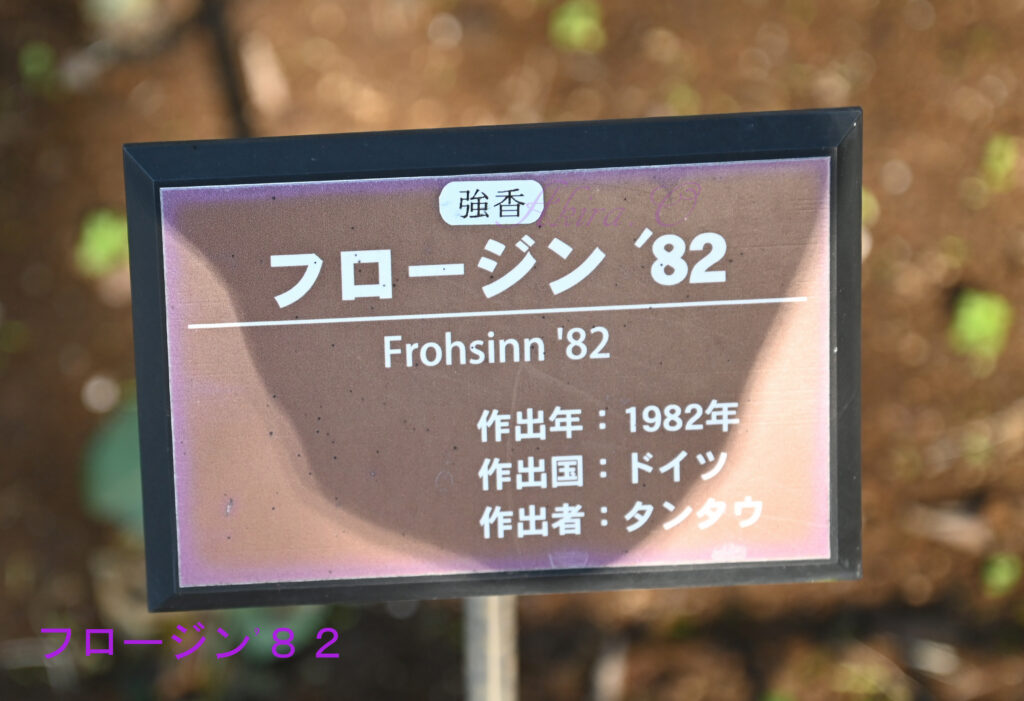 強香
フロージン '82
Frohsinn '82
作出年：1982年
作出国：ドイツ
作出者：タンタウ
フロージン’８２